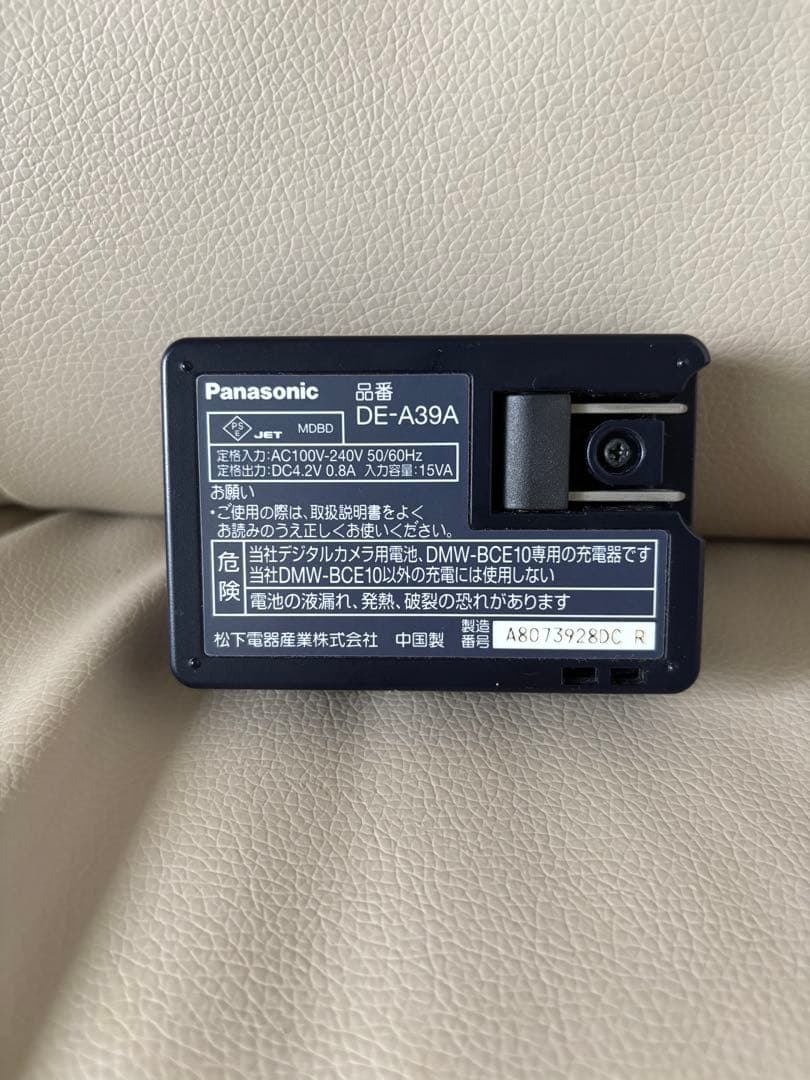 Panasonic
品番
DE-A39A
PS
E
JET
MDBD
定格入力:AC100V-240V 50/60Hz
定格出力:DC4.2V 0.8A 入力容量:15VA
お願い
・ご使用の際は、取扱説明書をよく
お読みのうえ正しくお使いください。
危険
当社デジタルカメラ用電池、DMW-BCE10専用の充電器です
当社DMW-BCE10以外の充電には使用しない
電池の液漏れ、発熱、破裂の恐れがあります
松下電器産業株式会社 中国製
製造
番号
A8073928DC R